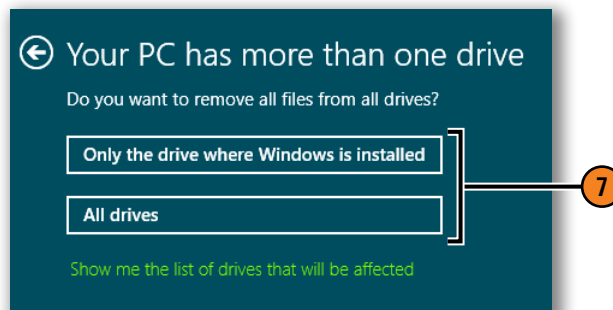 Your PC has more than one drive
Do you want to remove all files from all drives?
Only the drive where Windows is installed
7
All drives
Show me the list of drives that will be affected